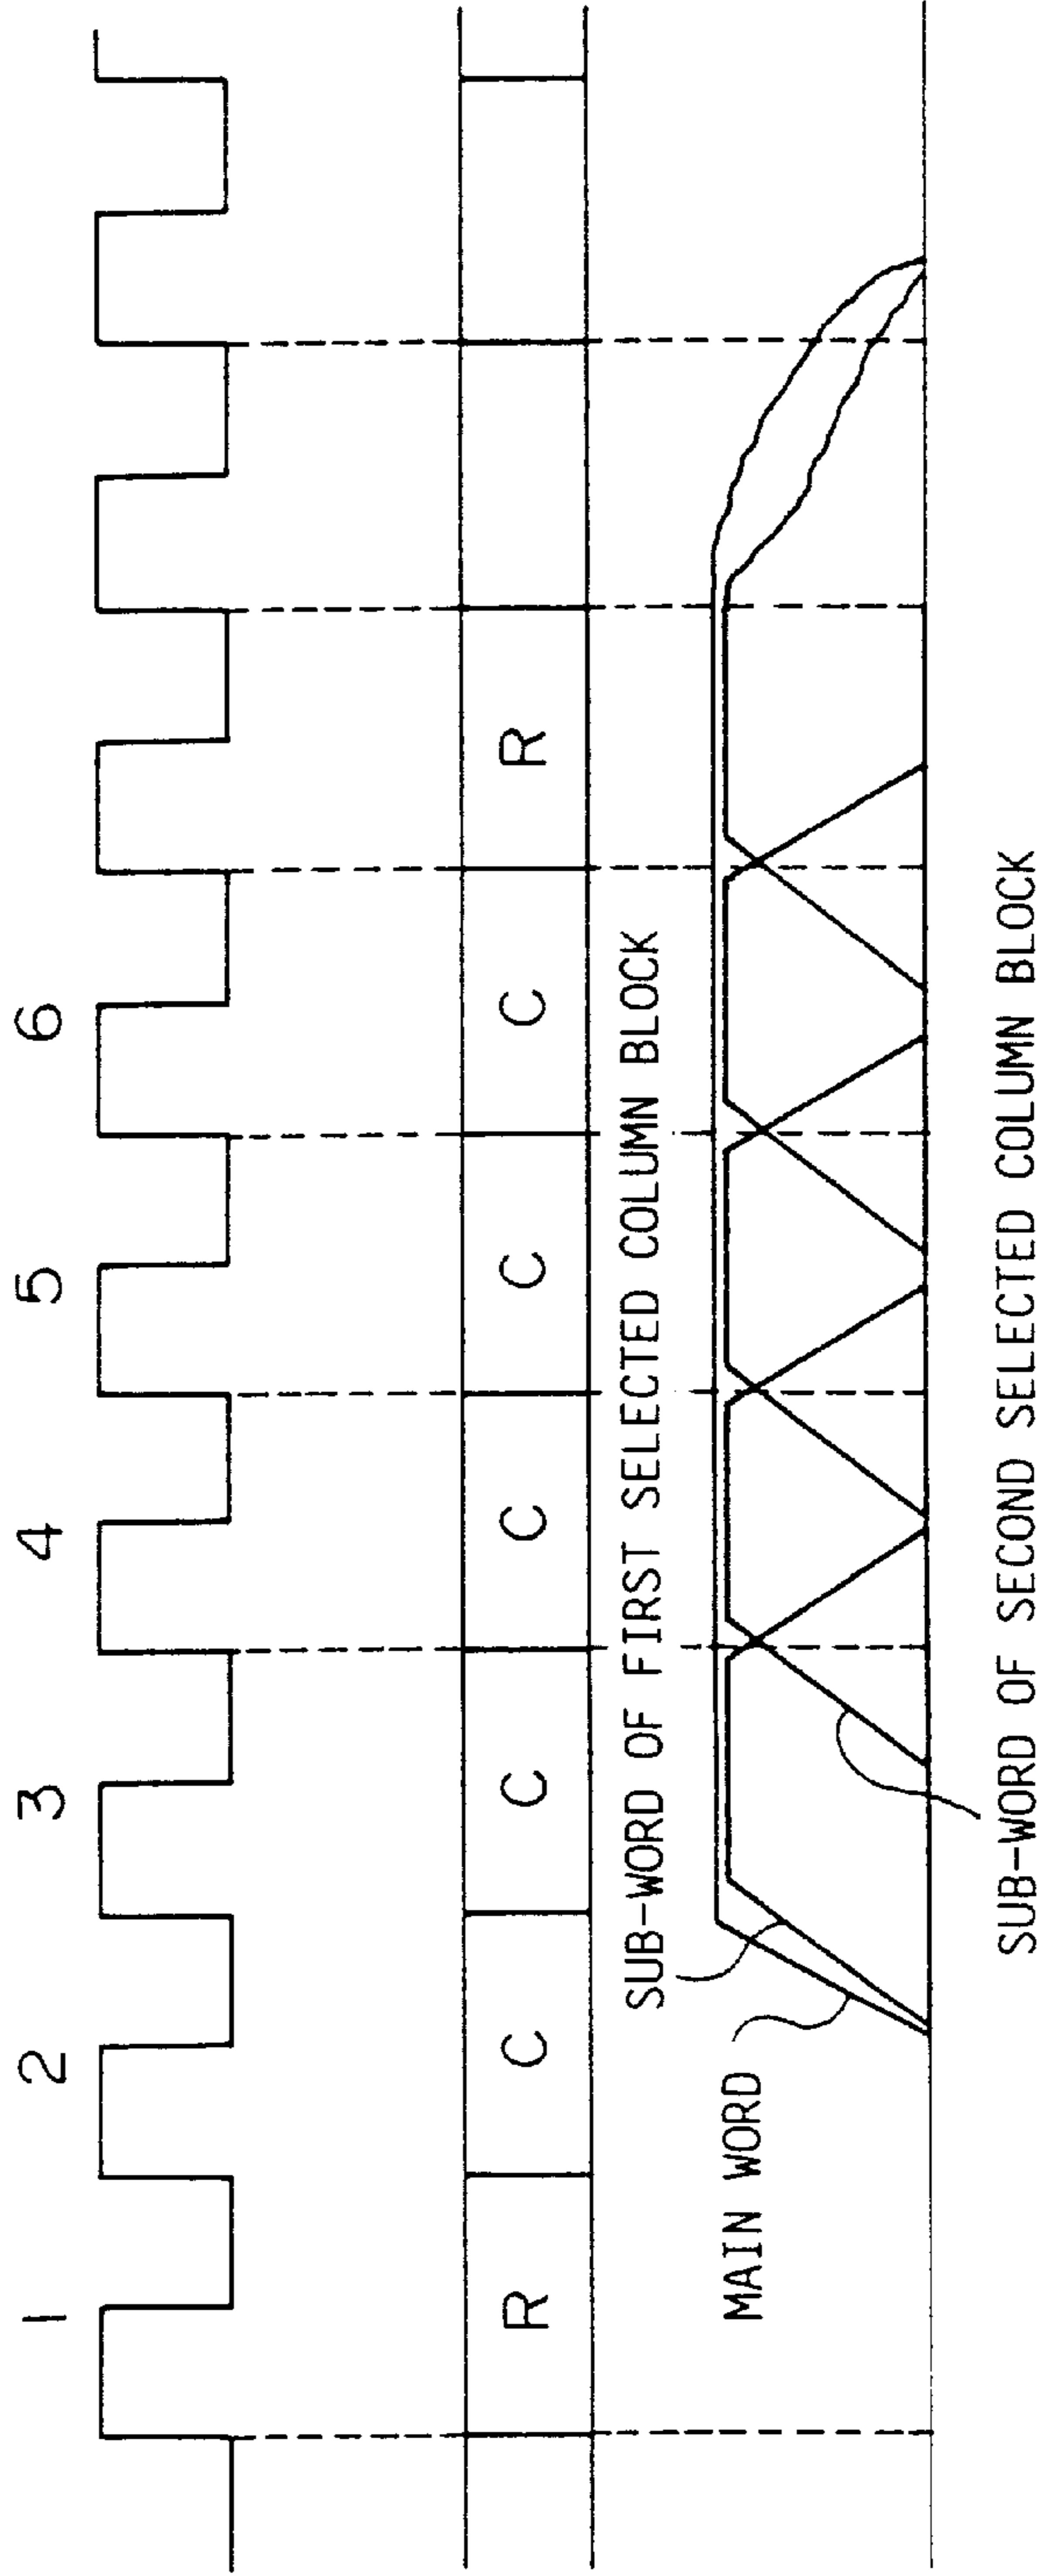 1 2 3 4 5 6
R C C C C C R
SUB-WORD OF FIRST SELECTED COLUMN BLOCK
MAIN WORD
SUB-WORD OF SECOND SELECTED COLUMN BLOCK